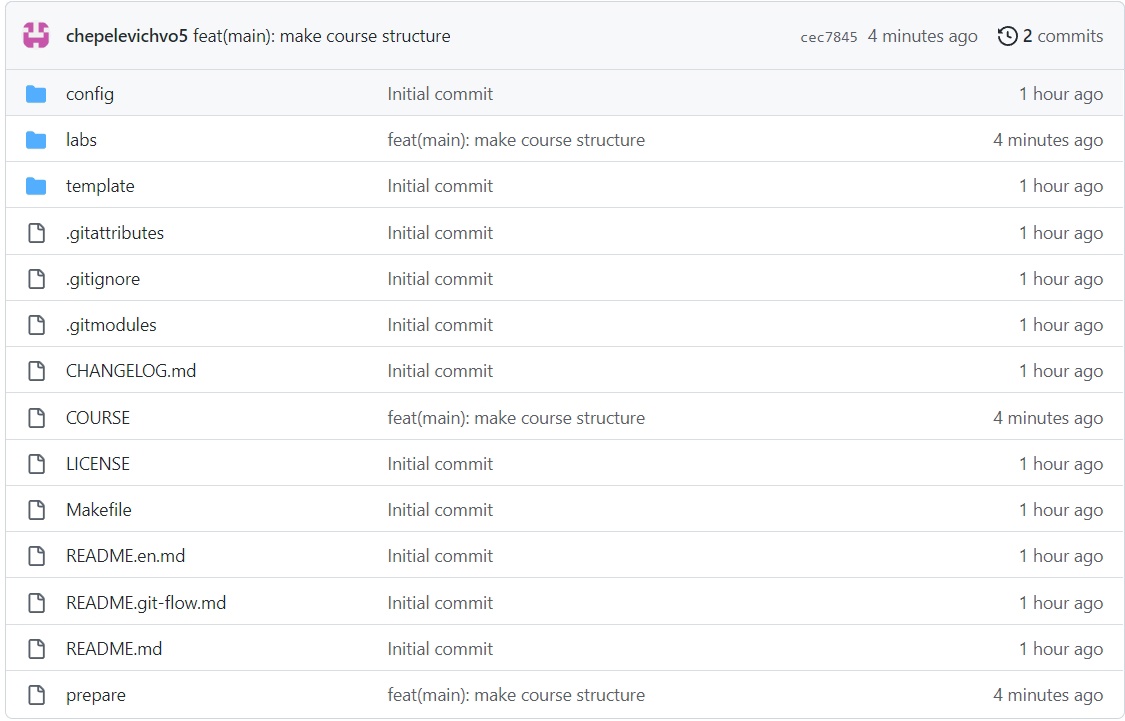 chepelevichvo5 feat(main): make course structure cec7845 4 minutes ago 2 commits
config Initial commit 1 hour ago
labs feat(main): make course structure 4 minutes ago
template Initial commit 1 hour ago
.gitattributes Initial commit 1 hour ago
.gitignore Initial commit 1 hour ago
.gitmodules Initial commit 1 hour ago
CHANGELOG.md Initial commit 1 hour ago
COURSE feat(main): make course structure 4 minutes ago
LICENSE Initial commit 1 hour ago
Makefile Initial commit 1 hour ago
README.en.md Initial commit 1 hour ago
README.git-flow.md Initial commit 1 hour ago
README.md Initial commit 1 hour ago
prepare feat(main): make course structure 4 minutes ago